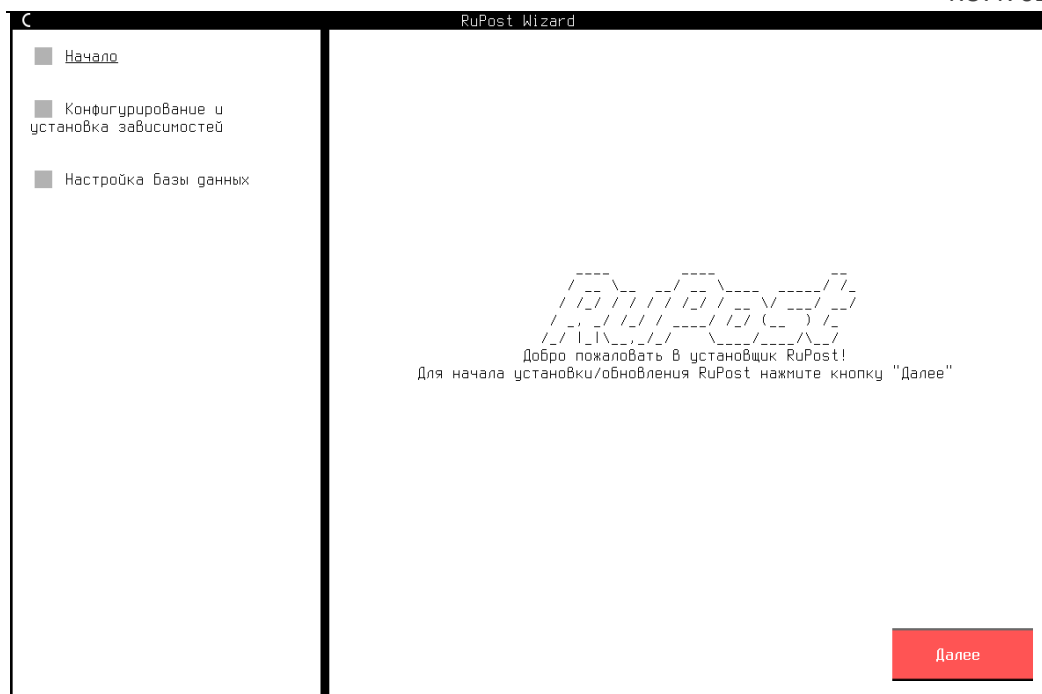 RuPost Wizard
Начало
Конфигурирование и
установка зависимостей
Настройка базы данных
RuPost
Добро пожаловать в установщик RuPost!
Для начала установки/обновления RuPost нажмите кнопку "Далее"
Далее